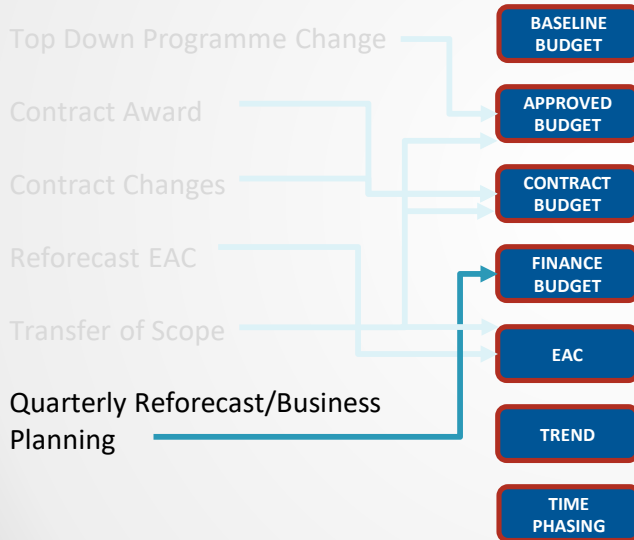 Top Down Programme Change
Contract Award
Contract Changes
Reforecast EAC
Transfer of Scope
Quarterly Reforecast/Business
Planning
BASELINE
BUDGET
APPROVED
BUDGET
CONTRACT
BUDGET
FINANCE
BUDGET
EAC
TREND
TIME
PHASING